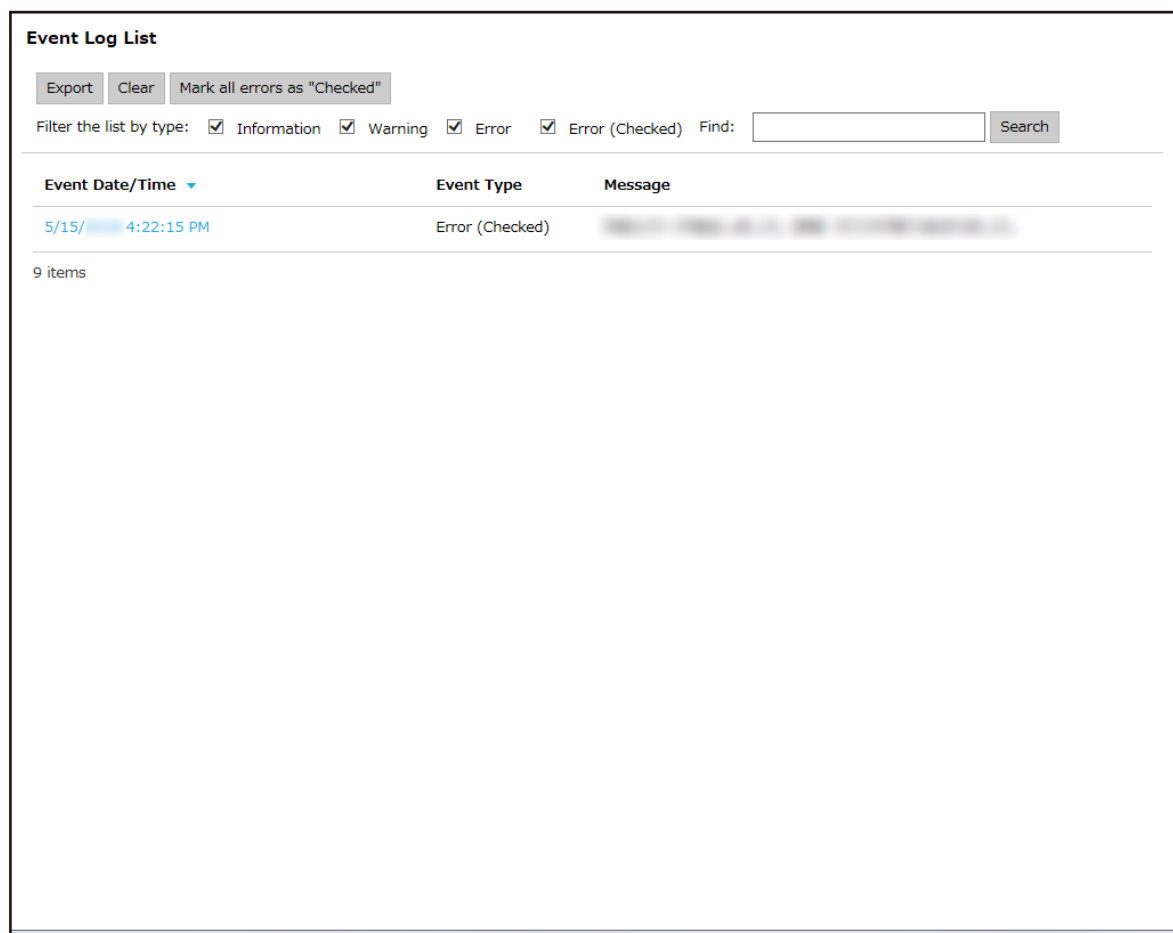 Event Log List
Export Clear Mark all errors as "Checked"
Filter the list by type: Information Warning Error Error (Checked) Find: Search
Event Date/Time Event Type Message
5/15/ 4:22:15 PM Error (Checked)
9 items